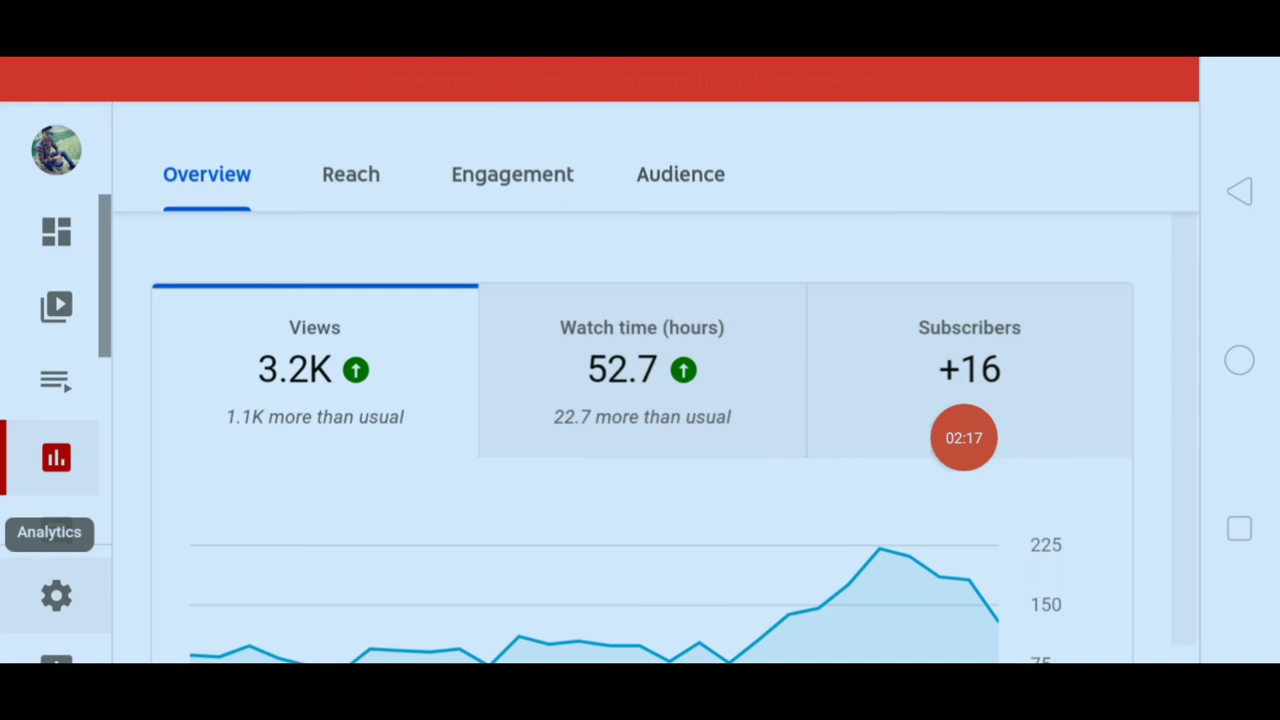 Overview Reach Engagement Audience
Views Watch time (hours) Subscribers
3.2K 52.7 +16
1.1K more than usual 22.7 more than usual
02:17
Analytics
225
150
75